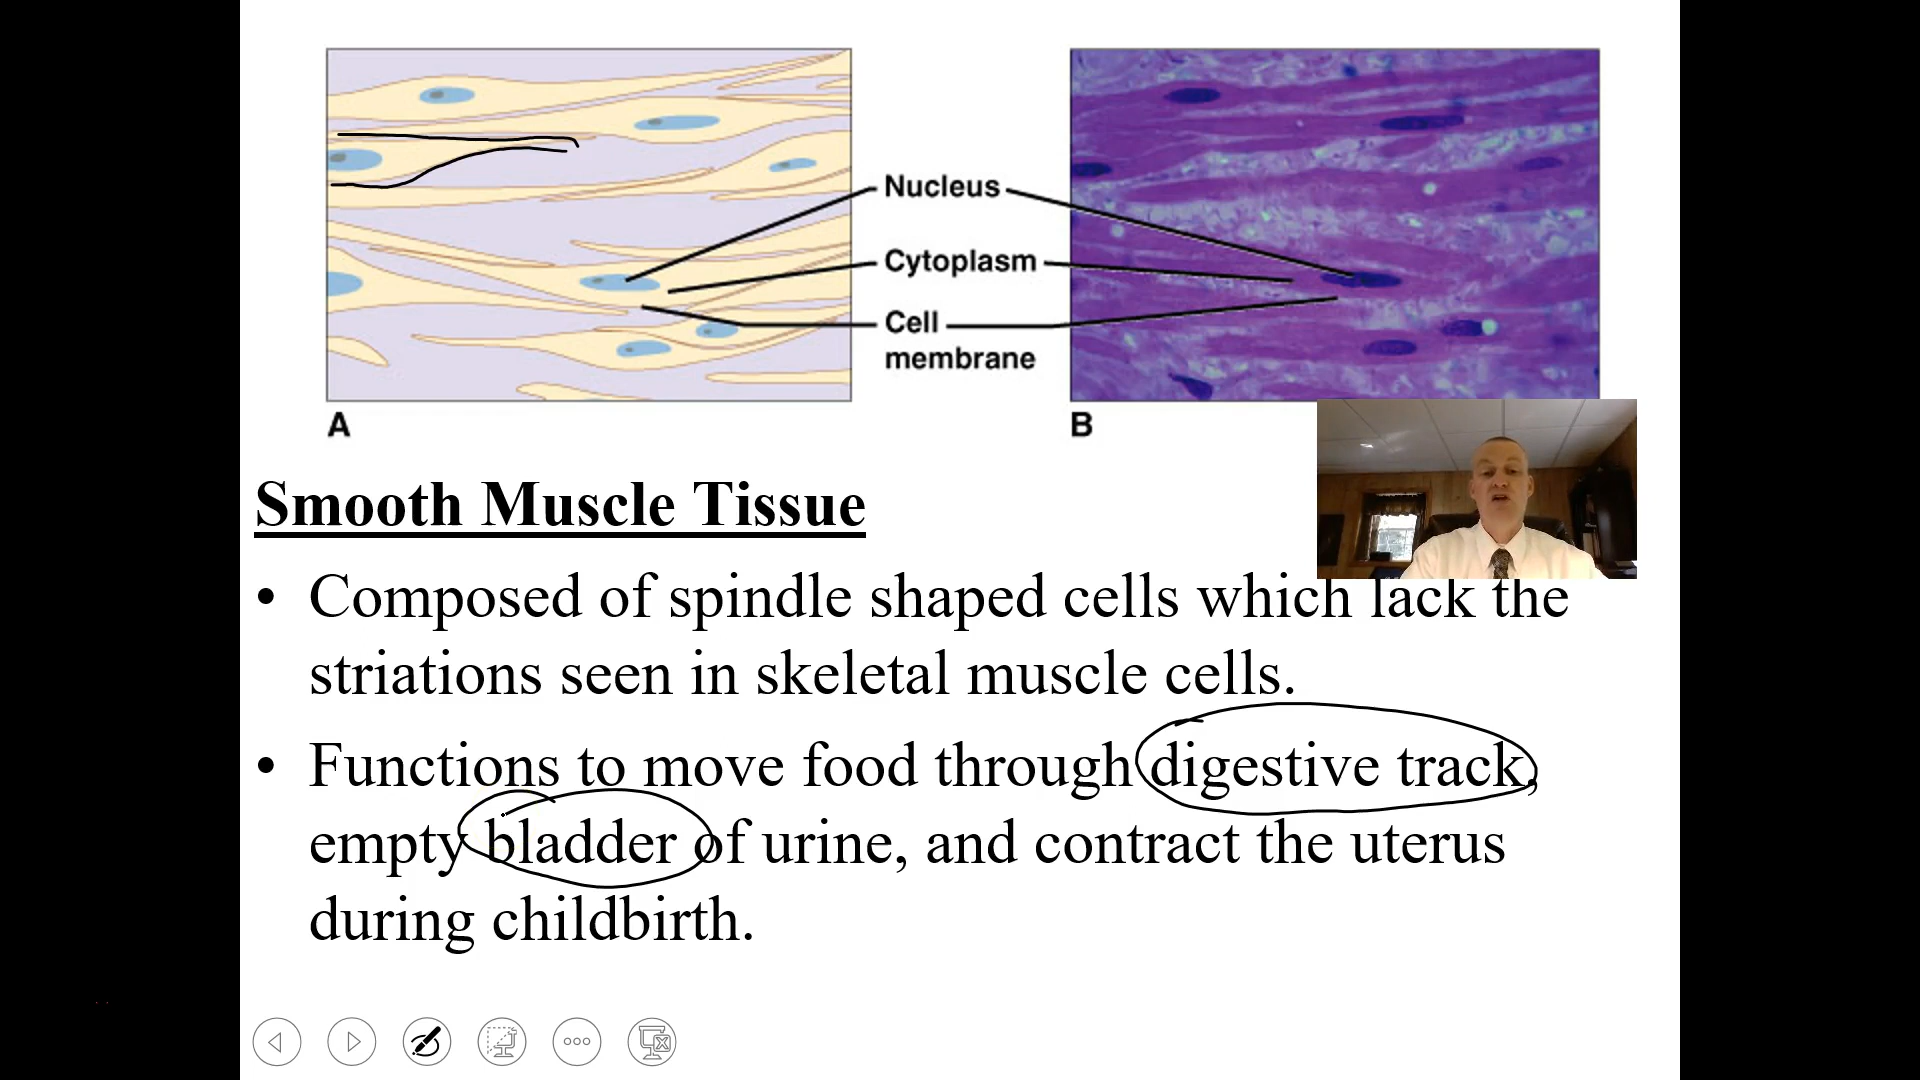 Nucleus
Cytoplasm
Cell
membrane
A
B
Smooth Muscle Tissue
• Composed of spindle shaped cells which lack the
striations seen in skeletal muscle cells.
• Functions to move food through digestive track,
empty bladder of urine, and contract the uterus
during childbirth.